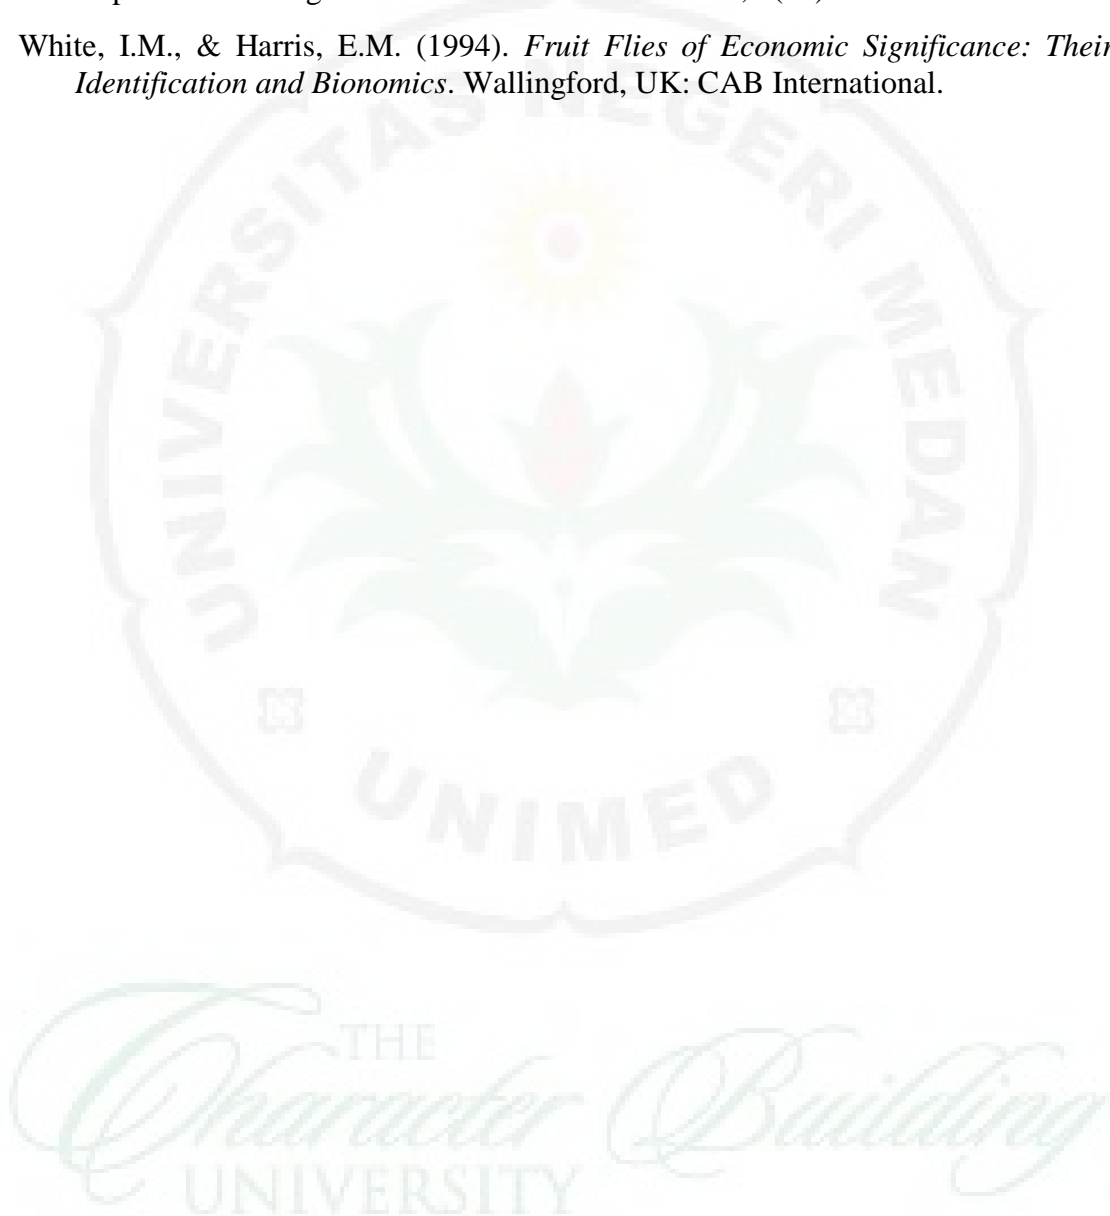 White, I.M., & Harris, E.M. (1994). Fruit Flies of Economic Significance: Their
Identification and Bionomics. Wallingford, UK: CAB International.
UNIVERSITAS NEGERI MEDAN
UNIMED
THE
Character Building
UNIVERSITY